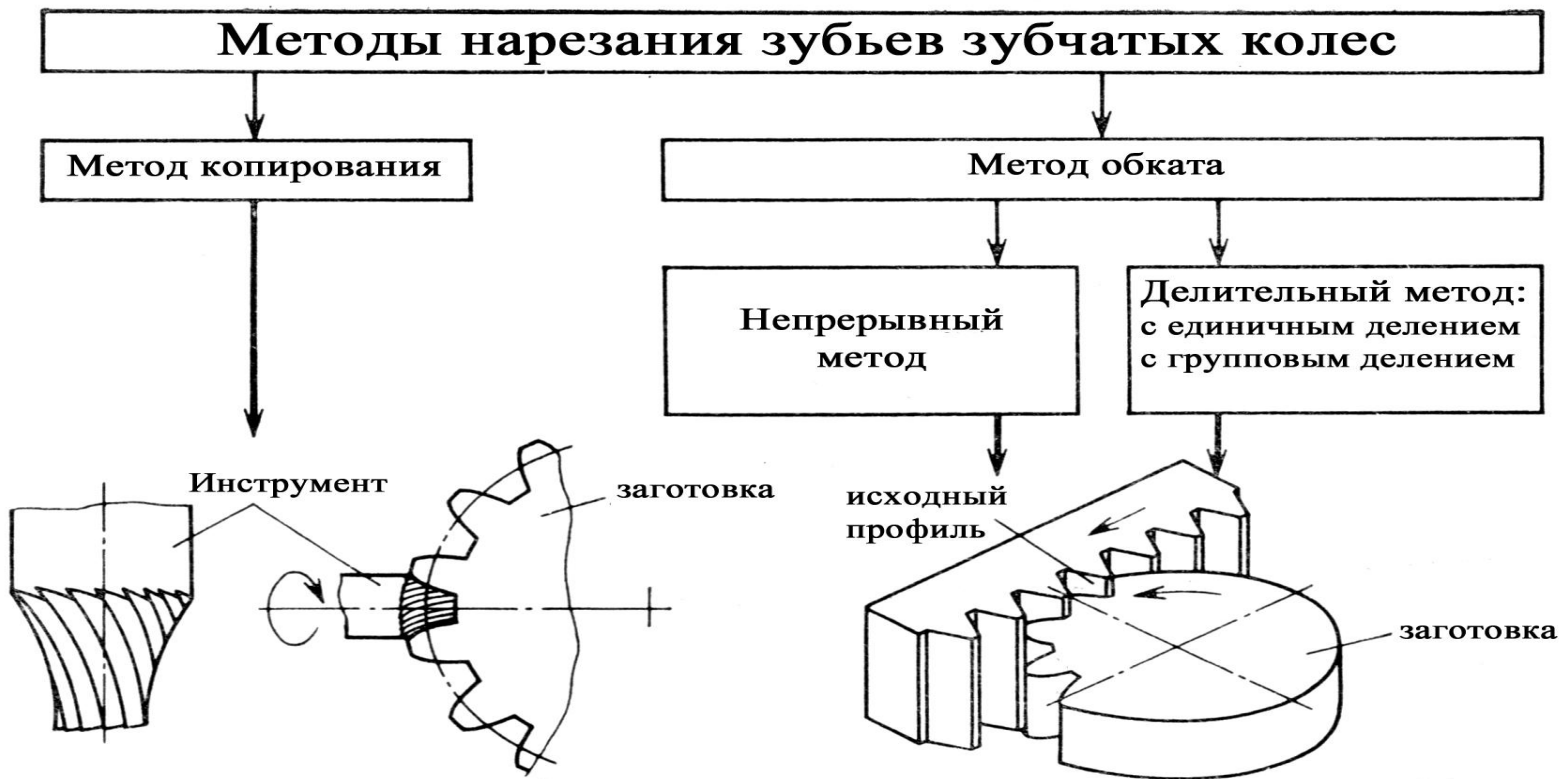 Методы нарезания зубьев зубчатых колес
Метод копирования
Метод обката
Непрерывный
метод
Делительный метод:
с единичным делением
с групповым делением
Инструмент
заготовка
исходный
профиль
заготовка